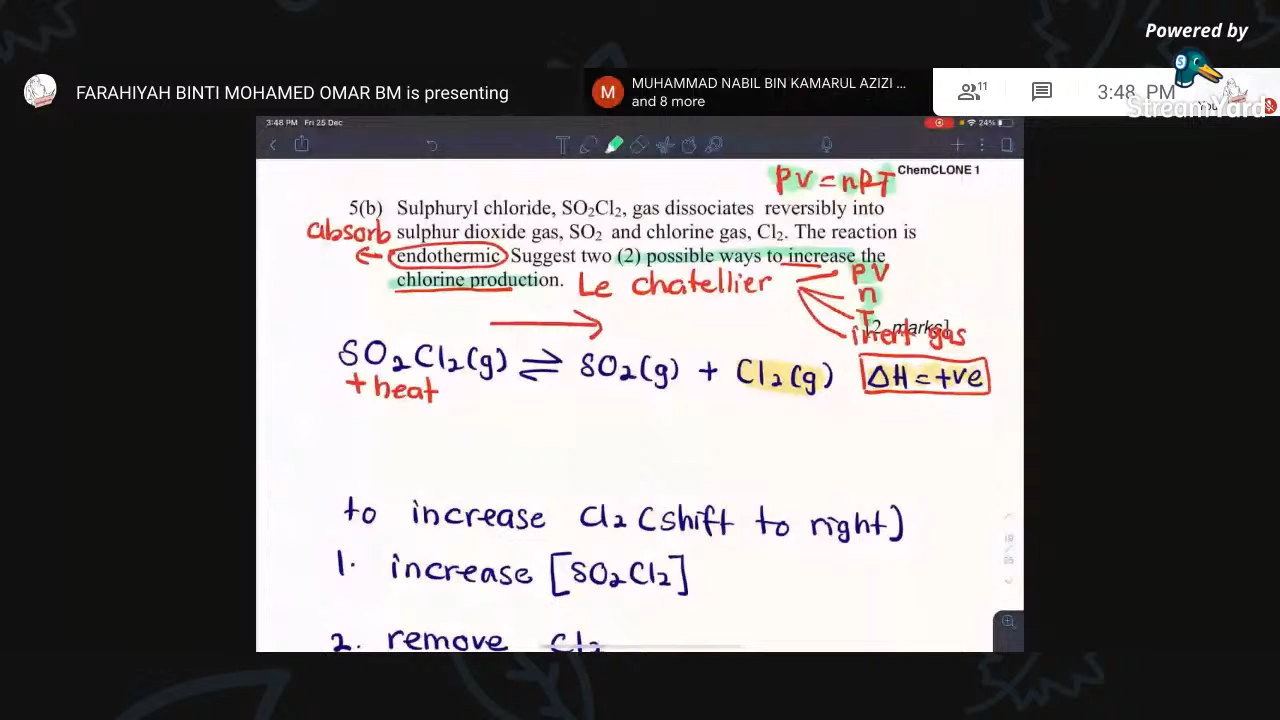 Powered by
StreamYard
FARAHIYAH BINTI MOHAMED OMAR BM is presenting
M
MUHAMMAD NABIL BIN KAMARUL AZIZI ...
and 8 more
11
3:48 PM
You
3:48 PM Fri 25 Dec
24%
PV = nRT
ChemCLONE 1
5(b) Sulphuryl chloride, SO₂Cl₂, gas dissociates reversibly into
absorb
sulphur dioxide gas, SO₂ and chlorine gas, Cl₂. The reaction is
← endothermic. Suggest two (2) possible ways to increase the
chlorine production.
Le chatellier
PV
n
T
[2 marks]
inert gas
SO₂Cl₂(g) ⇌ SO₂(g) + Cl₂(g) ΔH = +ve
+ heat
to increase Cl₂ (shift to right)
1. increase [SO₂Cl₂]
2. remove Cl₂